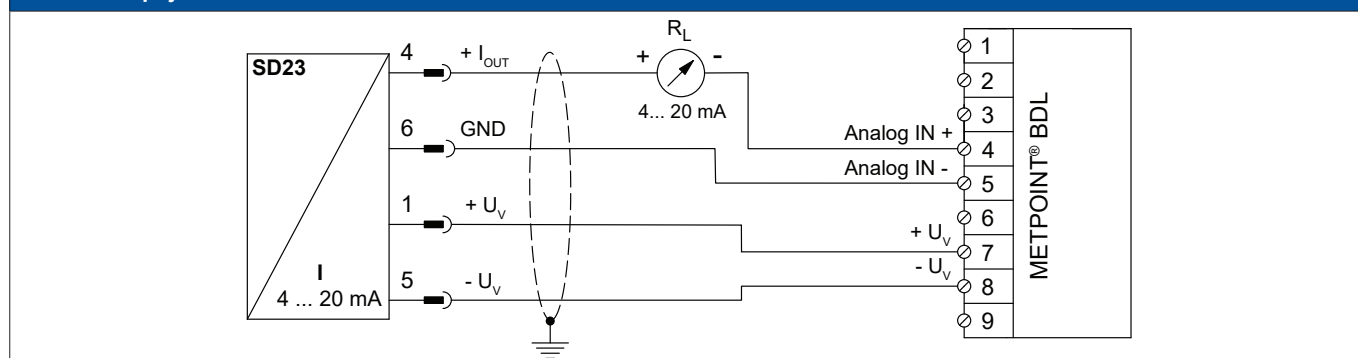 SD23
I
4 ... 20 mA
4
+ I_OUT
6
GND
1
+ U_V
5
- U_V
R_L
+
-
4... 20 mA
Analog IN +
Analog IN -
+ U_V
- U_V
1
2
3
4
5
6
7
8
9
METPOINT® BDL